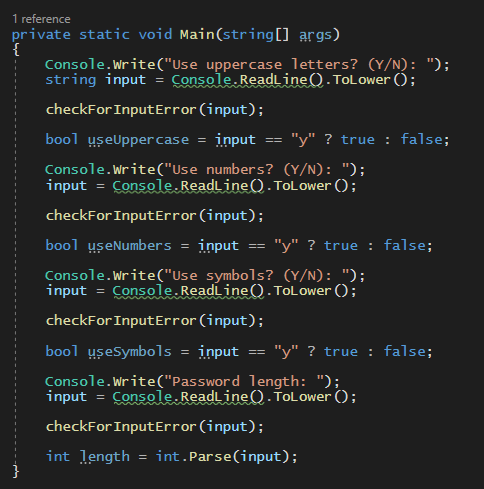 1 reference
private static void Main(string[] args)
{
Console.Write("Use uppercase letters? (Y/N): ");
string input = Console.ReadLine().ToLower();
checkForInputError(input);
bool useUppercase = input == "y" ? true : false;
Console.Write("Use numbers? (Y/N): ");
input = Console.ReadLine().ToLower();
checkForInputError(input);
bool useNumbers = input == "y" ? true : false;
Console.Write("Use symbols? (Y/N): ");
input = Console.ReadLine().ToLower();
checkForInputError(input);
bool useSymbols = input == "y" ? true : false;
Console.Write("Password length: ");
input = Console.ReadLine().ToLower();
checkForInputError(input);
int length = int.Parse(input);
}